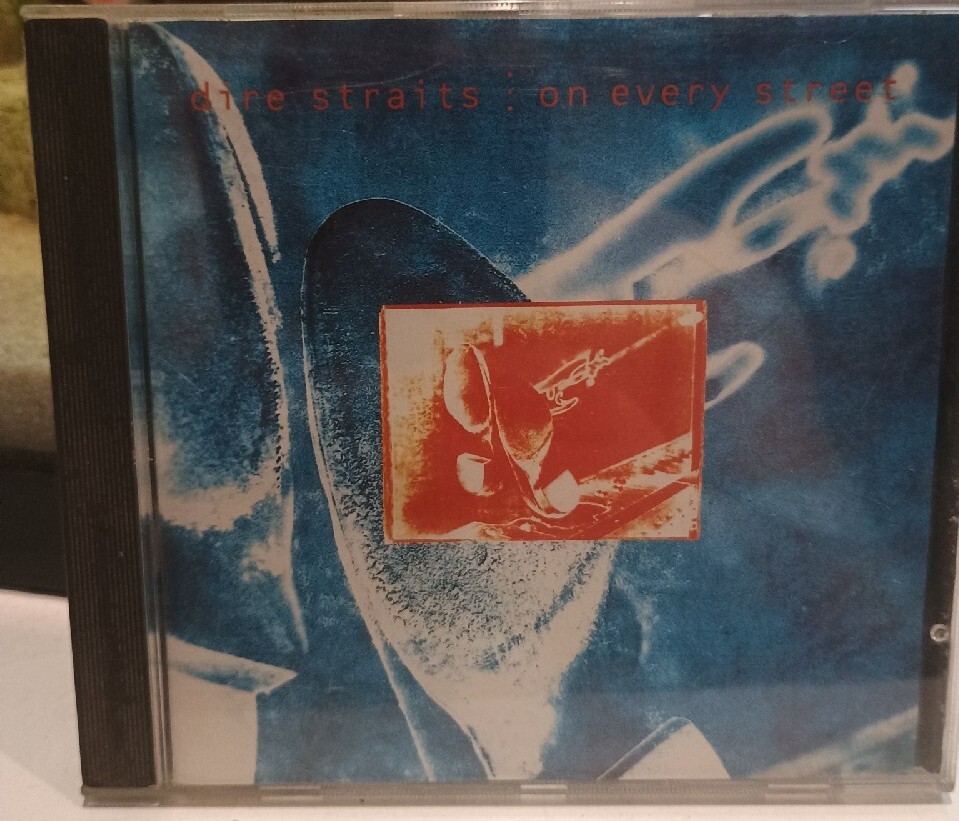 dire straits : on every street